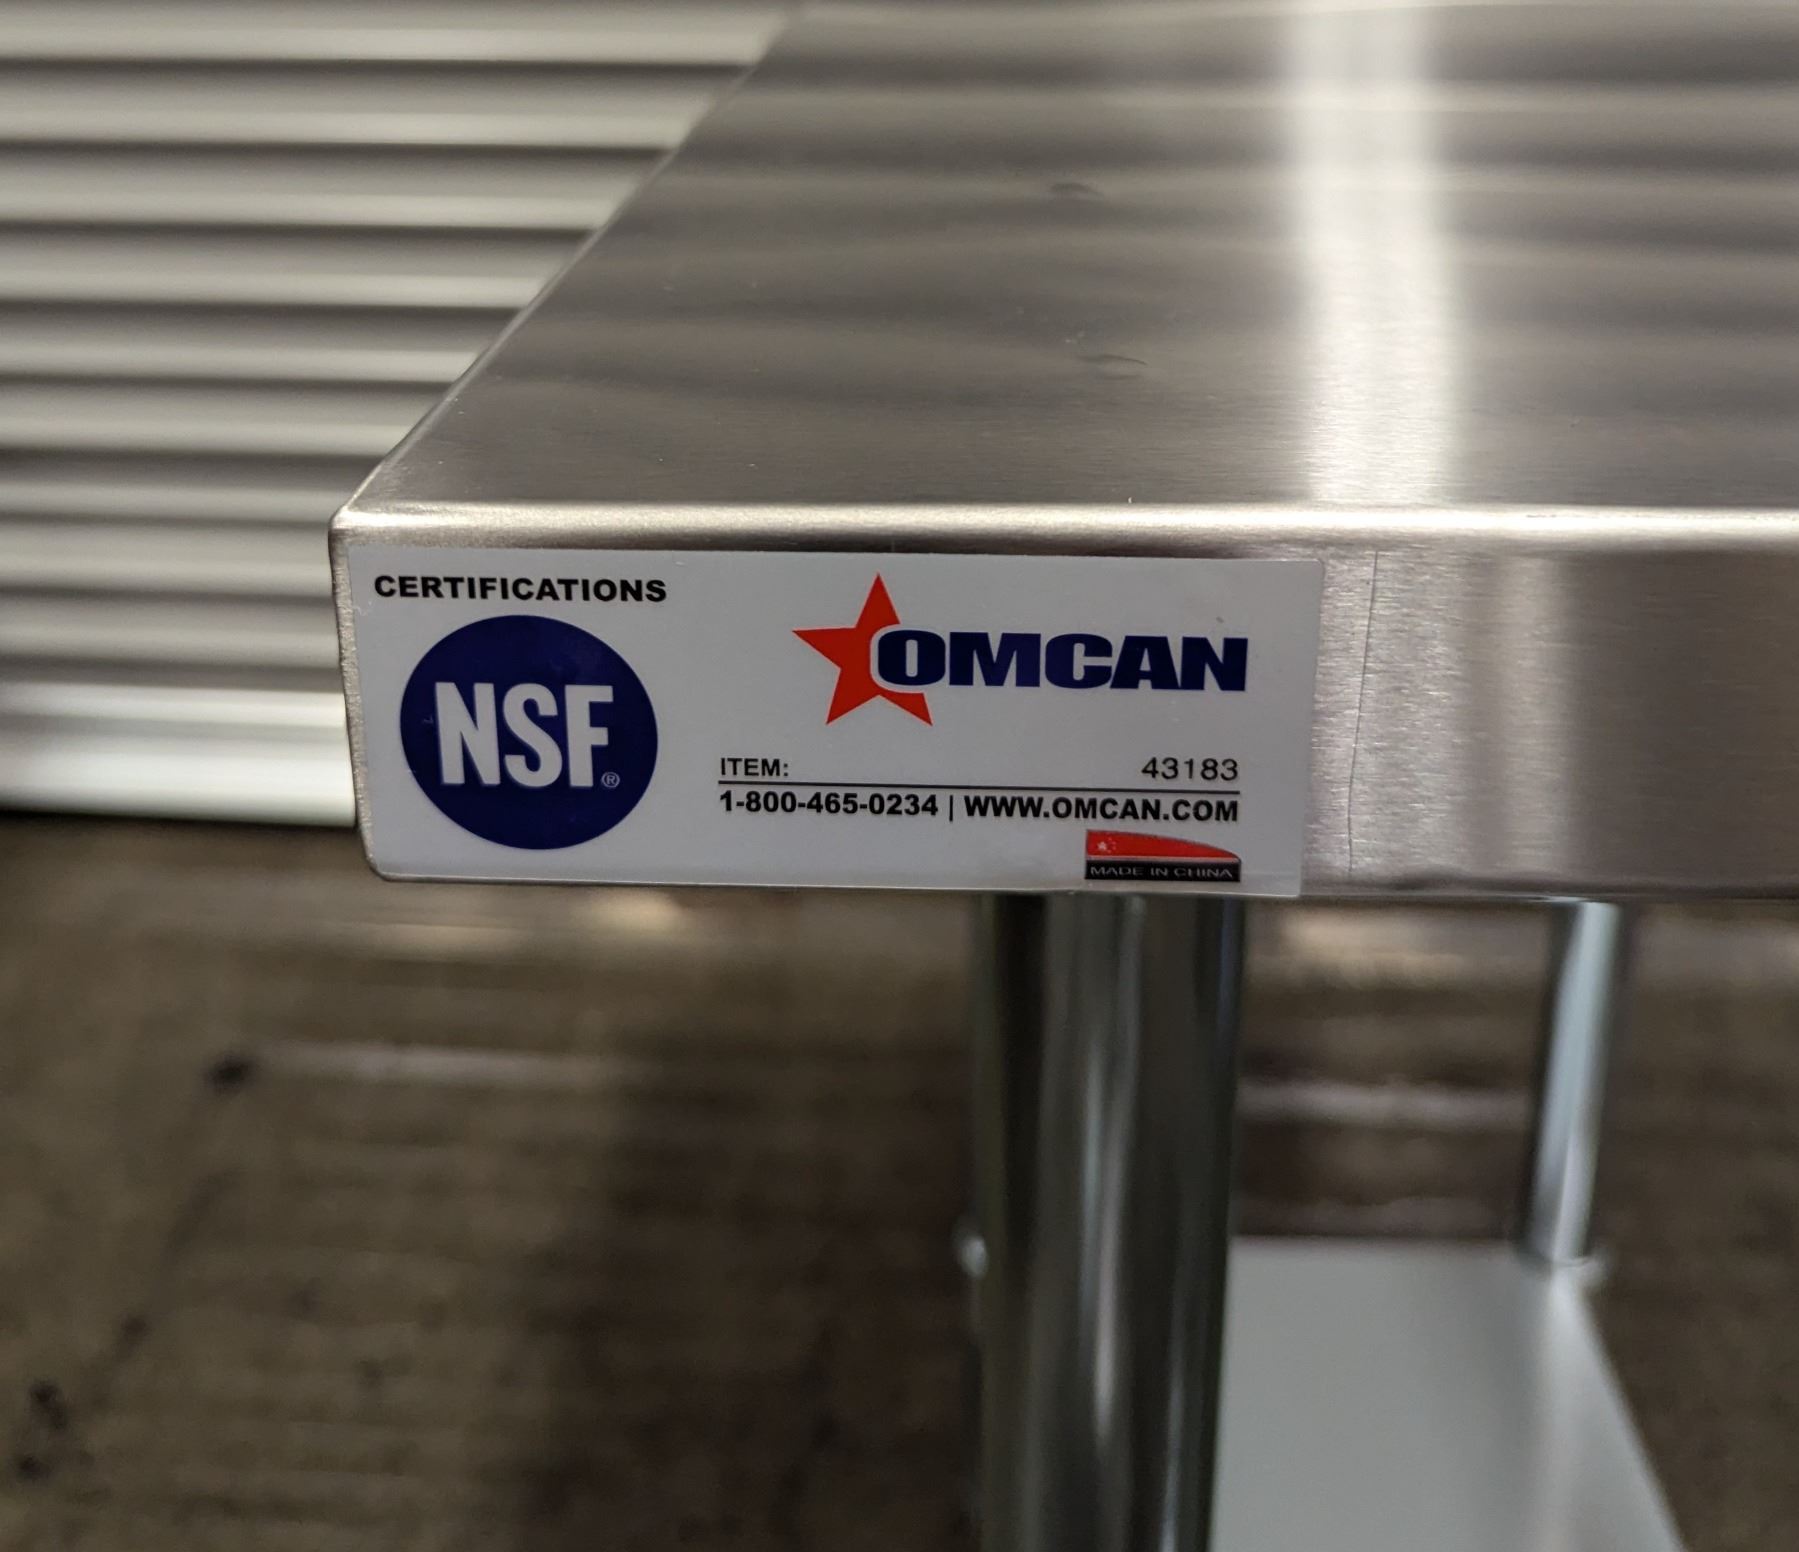 CERTIFICATIONS
NSF®
OMCAN
ITEM: 43183
1-800-465-0234 | WWW.OMCAN.COM
MADE IN CHINA